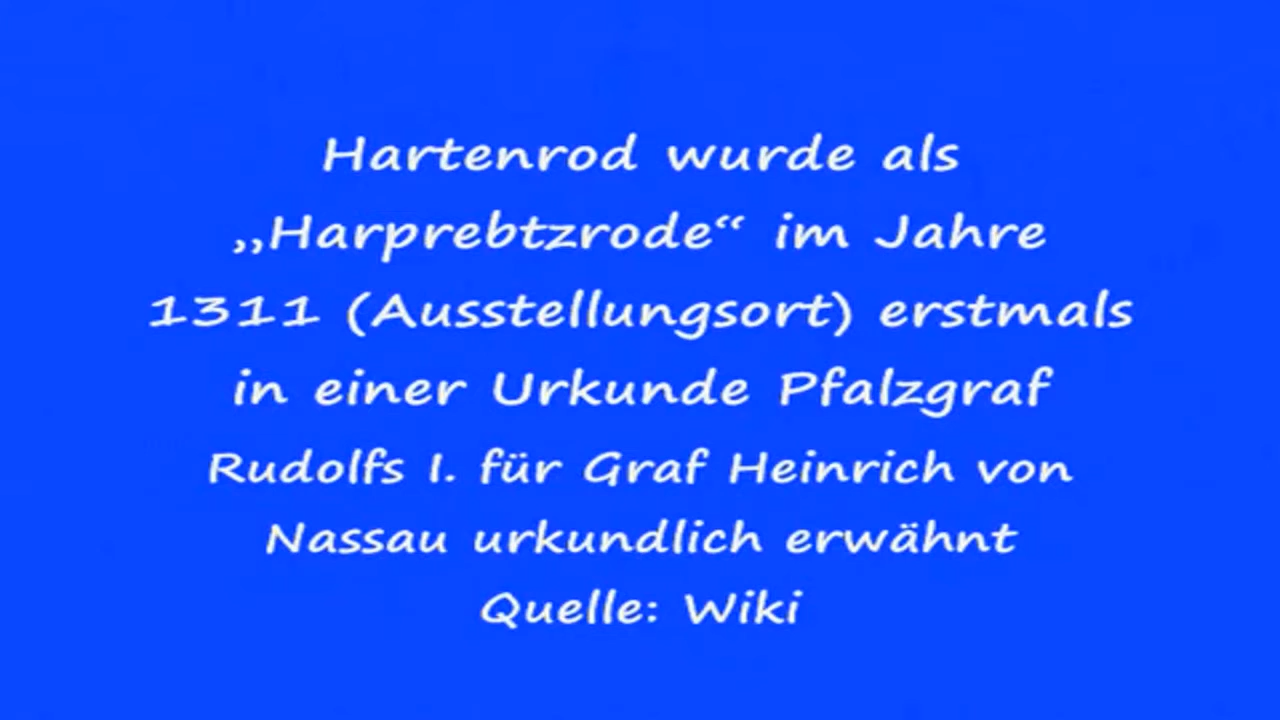 Hartenrod wurde als
„Harprebtzrode“ im Jahre
1311 (Ausstellungsort) erstmals
in einer Urkunde Pfalzgraf
Rudolfs I. für Graf Heinrich von
Nassau urkundlich erwähnt
Quelle: Wiki